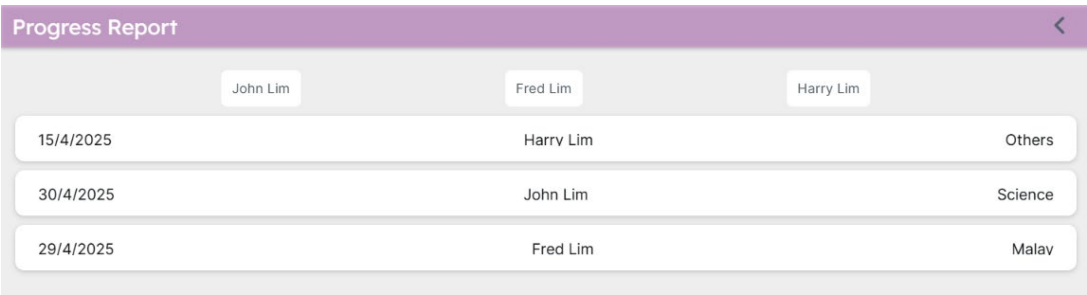 Progress Report
John Lim Fred Lim Harry Lim
15/4/2025 Harry Lim Others
30/4/2025 John Lim Science
29/4/2025 Fred Lim Malay